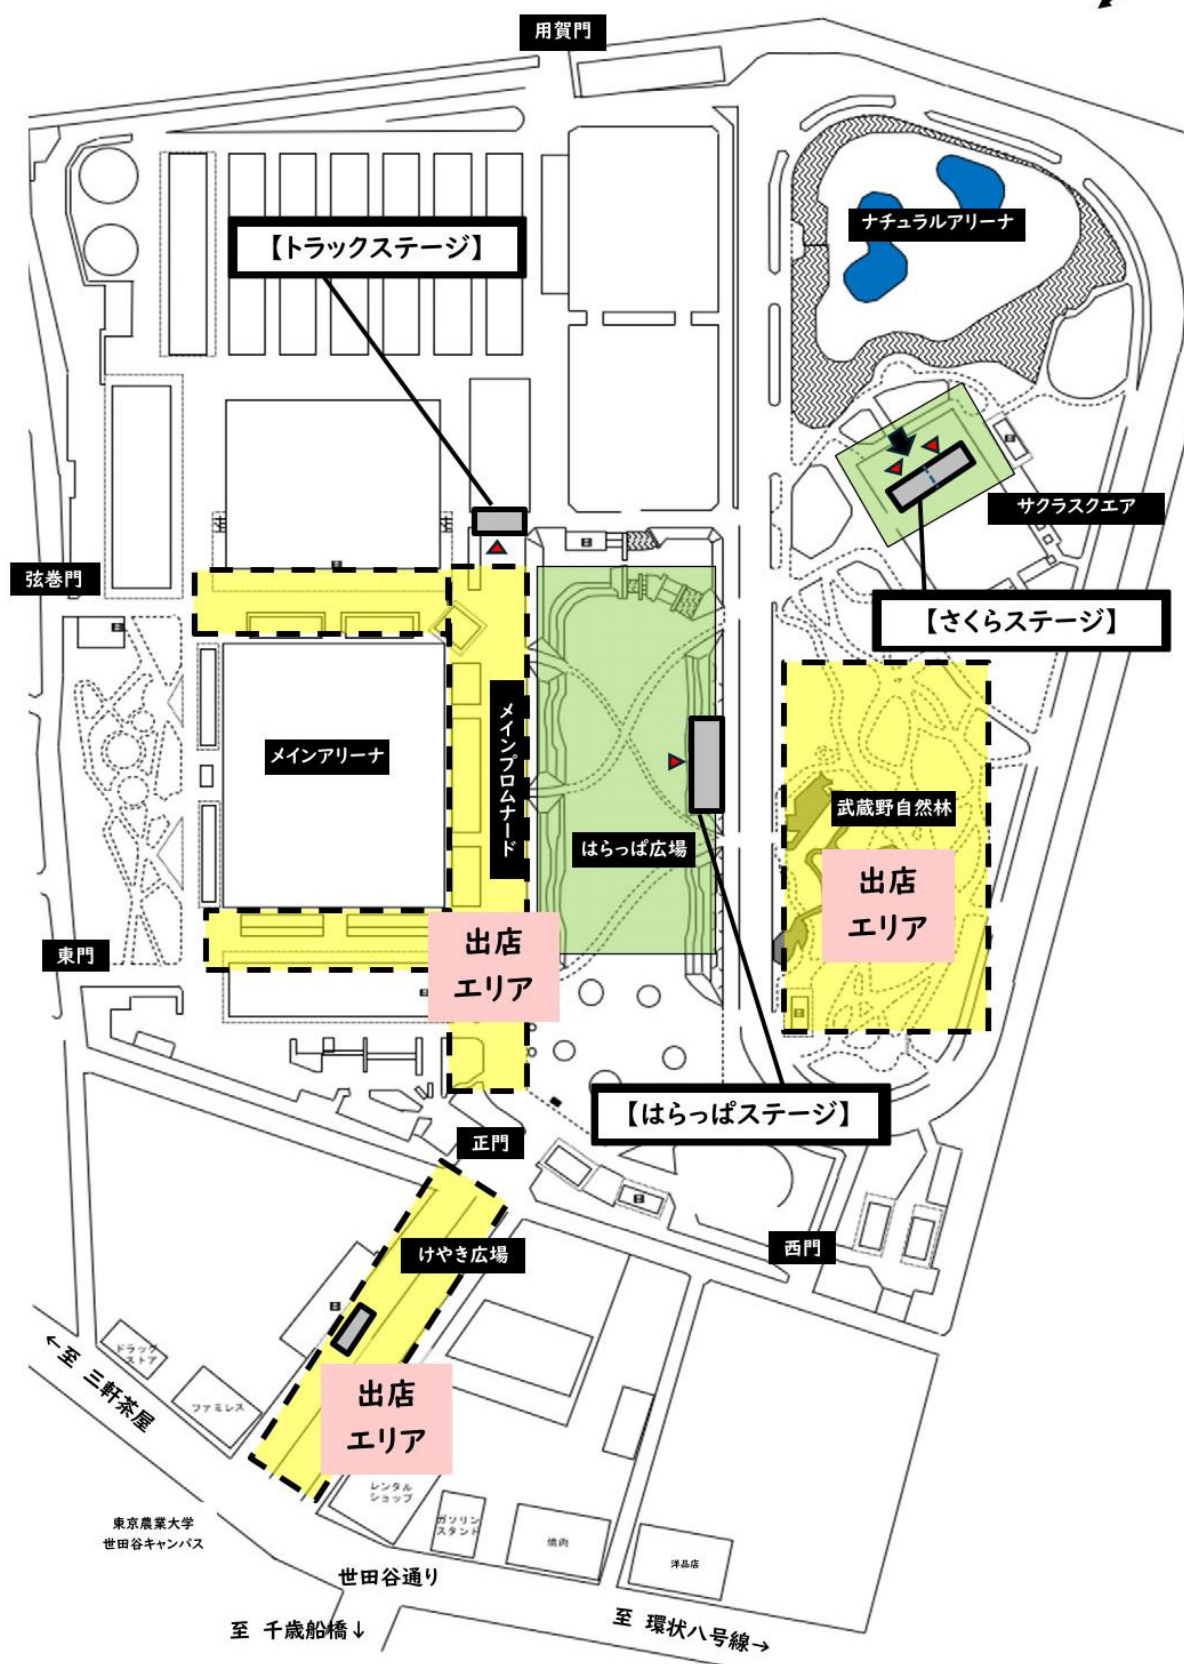 用賀門
ナチュラルアリーナ
【トラックステージ】
サクラスクエア
弦巻門
【さくらステージ】
メインアリーナ
メインプロムナード
はらっぱ広場
武蔵野自然林
出店
エリア
東門
出店
エリア
【はらっぱステージ】
正門
西門
けやき広場
ドラッグ
ストア
←至 三軒茶屋
ファミレス
出店
エリア
レンタル
ショップ
ガソリン
スタンド
焼肉
洋品店
東京農業大学
世田谷キャンパス
世田谷通り
至 千歳船橋↓
至 環状八号線→